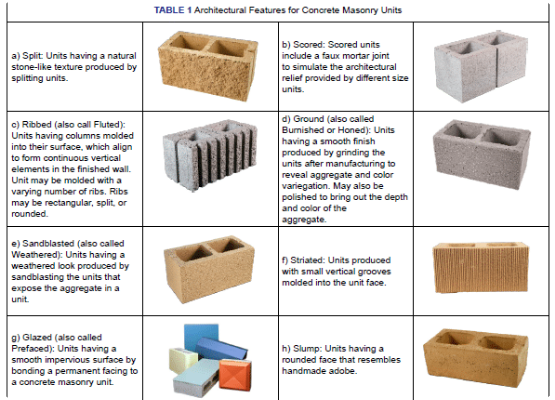 TABLE 1 Architectural Features for Concrete Masonry Units
a) Split: Units having a natural
stone-like texture produced by
splitting units.
b) Scored: Scored units
include a faux mortar joint
to simulate the architectural
relief provided by different size
units.
c) Ribbed (also call Fluted):
Units having columns molded
into their surface, which align
to form continuous vertical
elements in the finished wall.
Unit may be molded with a
varying number of ribs. Ribs
may be rectangular, split, or
rounded.
d) Ground (also called
Burnished or Honed): Units
having a smooth finish
produced by grinding the
units after manufacturing to
reveal aggregate and color
variegation. May also be
polished to bring out the depth
and color of the
aggregate.
e) Sandblasted (also called
Weathered): Units having a
weathered look produced by
sandblasting the units that
expose the aggregate in a
unit.
f) Striated: Units produced
with small vertical grooves
molded into the unit face.
g) Glazed (also called
Prefaced): Units having a
smooth impervious surface by
bonding a permanent facing to
a concrete masonry unit.
h) Slump: Units having a
rounded face that resembles
handmade adobe.